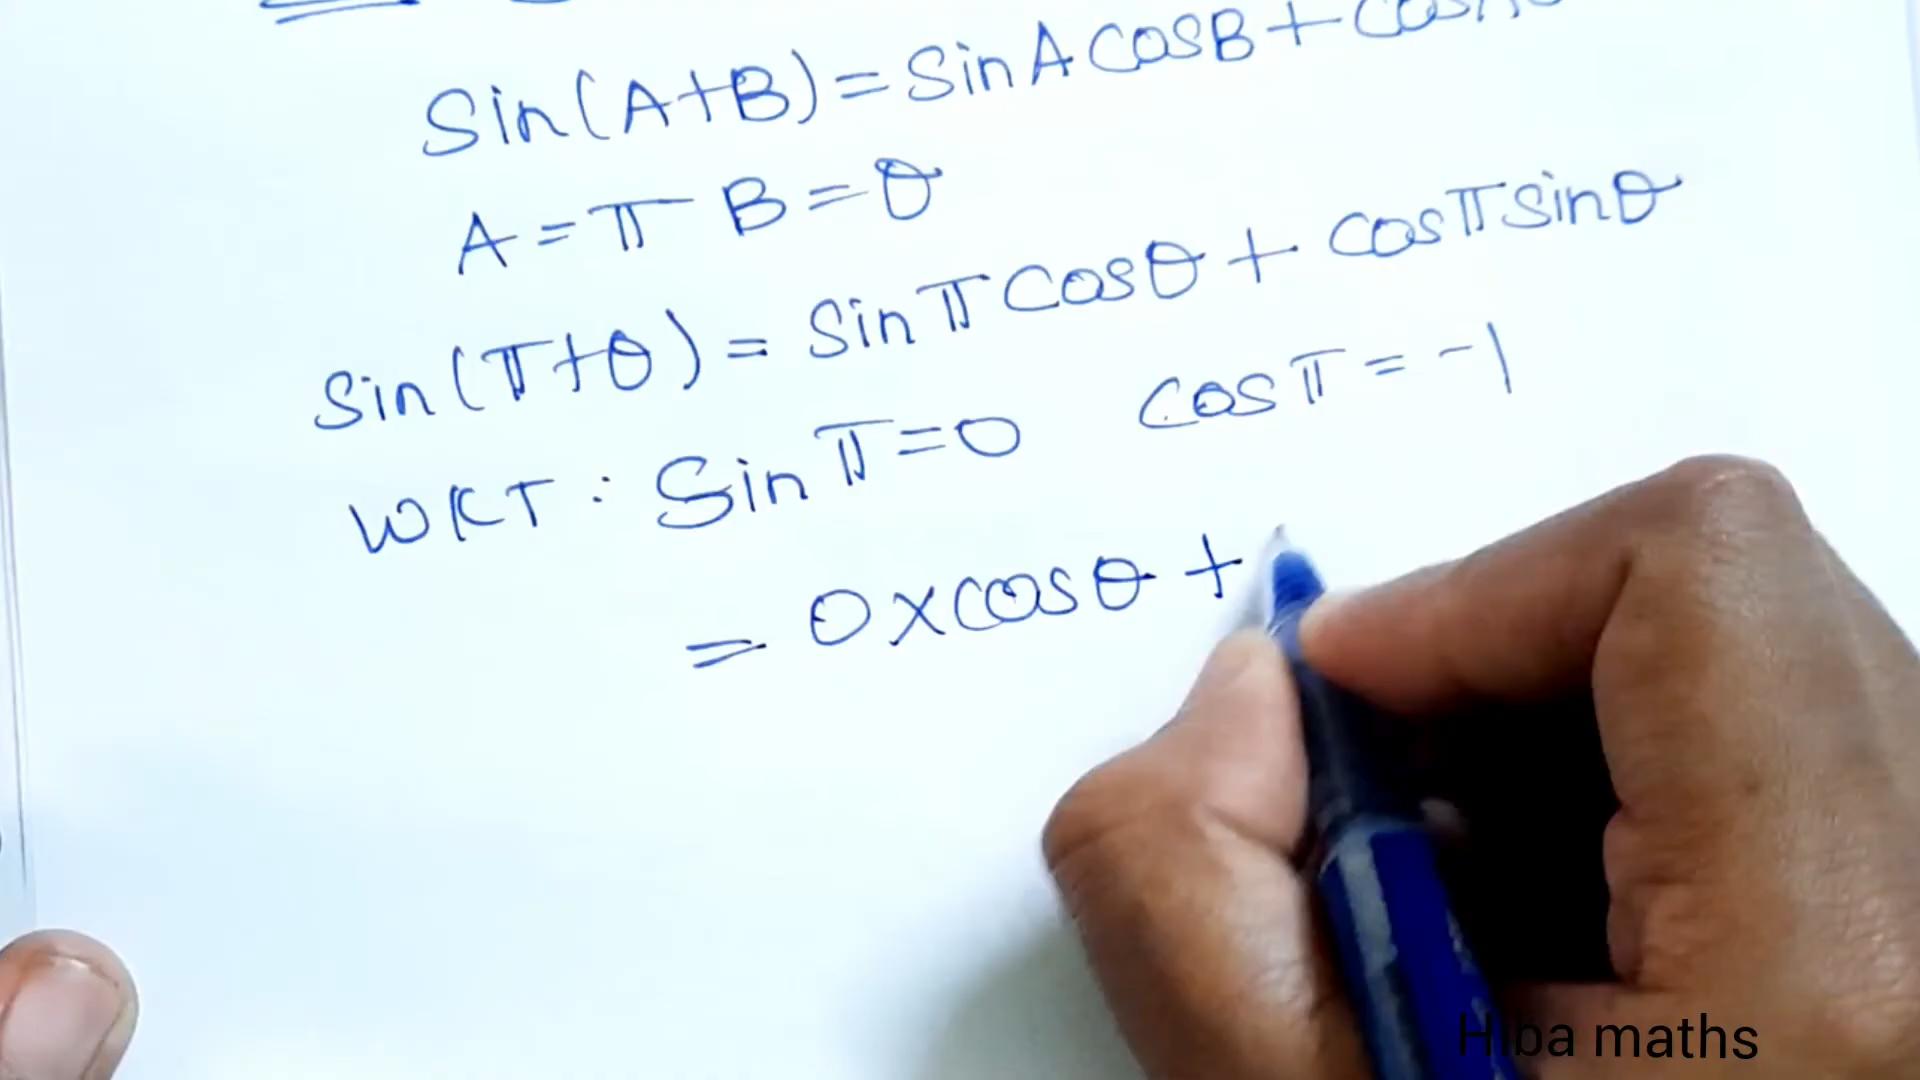 Sin(A+B) = Sin A CosB +
A = π B = θ
Sin(π+θ) = Sin π Cosθ + Cosπ Sinθ
WKT : Sin π = 0 Cos π = -1
= 0 x Cosθ +
Hiba maths